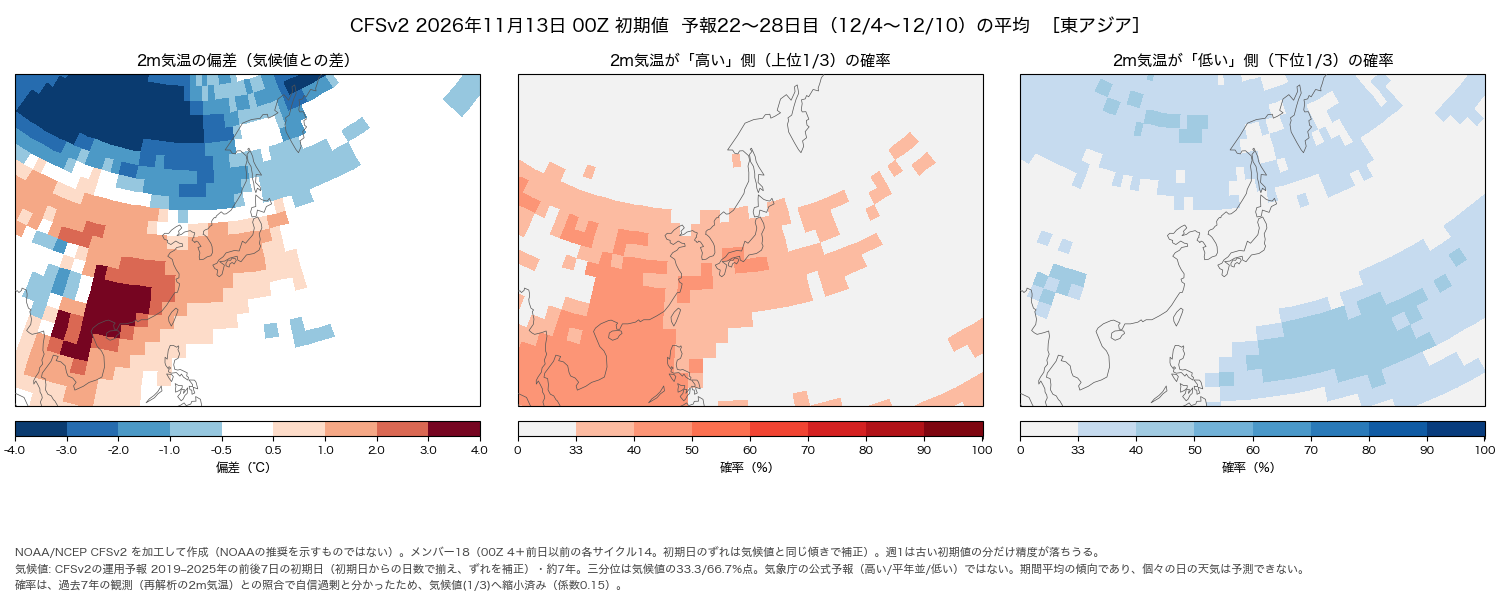 CFSv2 2026年11月13日 00Z 初期値 予報22～28日目（12/4～12/10）の平均 ［東アジア］
2m気温の偏差（気候値との差）
2m気温が「高い」側（上位1/3）の確率
2m気温が「低い」側（下位1/3）の確率
-4.0 -3.0 -2.0 -1.0 -0.5 0.5 1.0 2.0 3.0 4.0
偏差（℃）
0 33 40 50 60 70 80 90 100
確率（%）
0 33 40 50 60 70 80 90 100
確率（%）
NOAA/NCEP CFSv2 を加工して作成（NOAAの推奨を示すものではない）。メンバー18（00Z 4＋前日以前の各サイクル14。初期日のずれは気候値と同じ傾きで補正）。週1は古い初期値の分だけ精度が落ちうる。
気候値: CFSv2の運用予報 2019–2025年の前後7日の初期日（初期日からの日数で揃え、ずれを補正）・約7年。三分位は気候値の33.3/66.7%点。気象庁の公式予報（高い/平年並/低い）ではない。期間平均の傾向であり、個々の日の天気は予測できない。
確率は、過去7年の観測（再解析の2m気温）との照合で自信過剰と分かったため、気候値(1/3)へ縮小済み（係数0.15）。